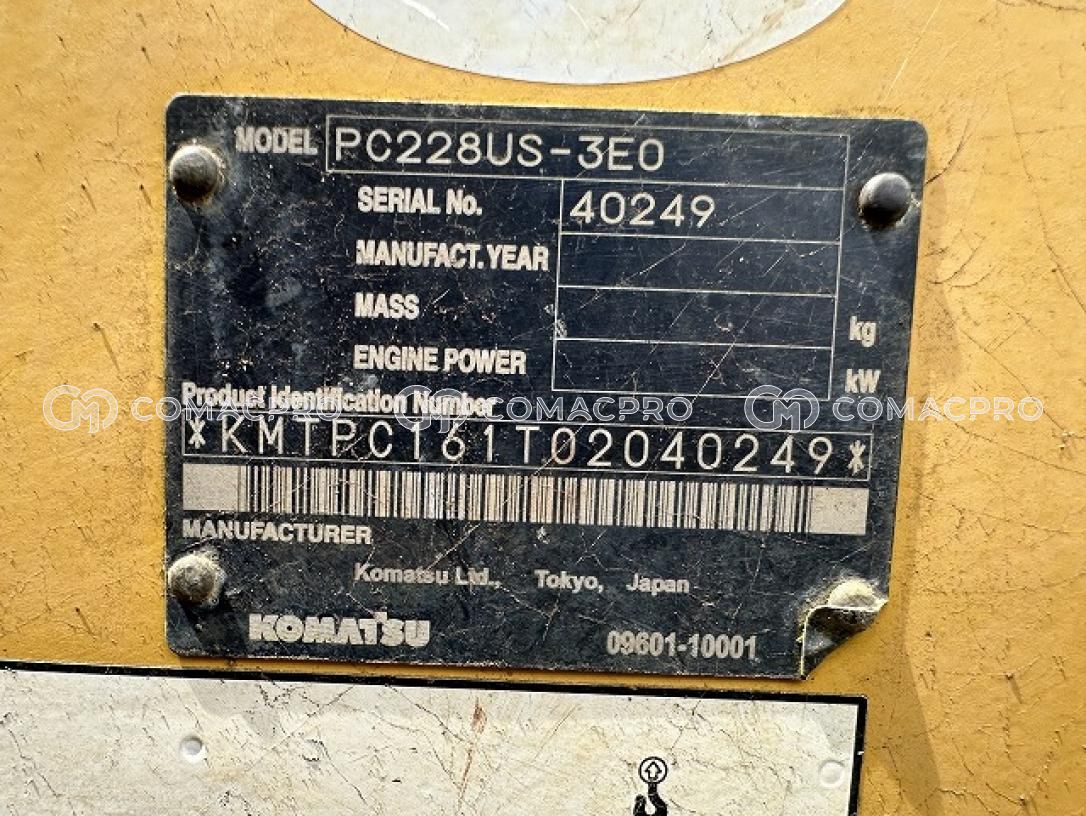 MODEL PC228US-3E0
SERIAL No. 40249
MANUFACT. YEAR
MASS kg
ENGINE POWER kW
Product Identification Number
COMACPRO COMACPRO COMACPRO
*KMTPC161T02040249*
MANUFACTURER
Komatsu Ltd., Tokyo, Japan
KOMATSU 09601-10001